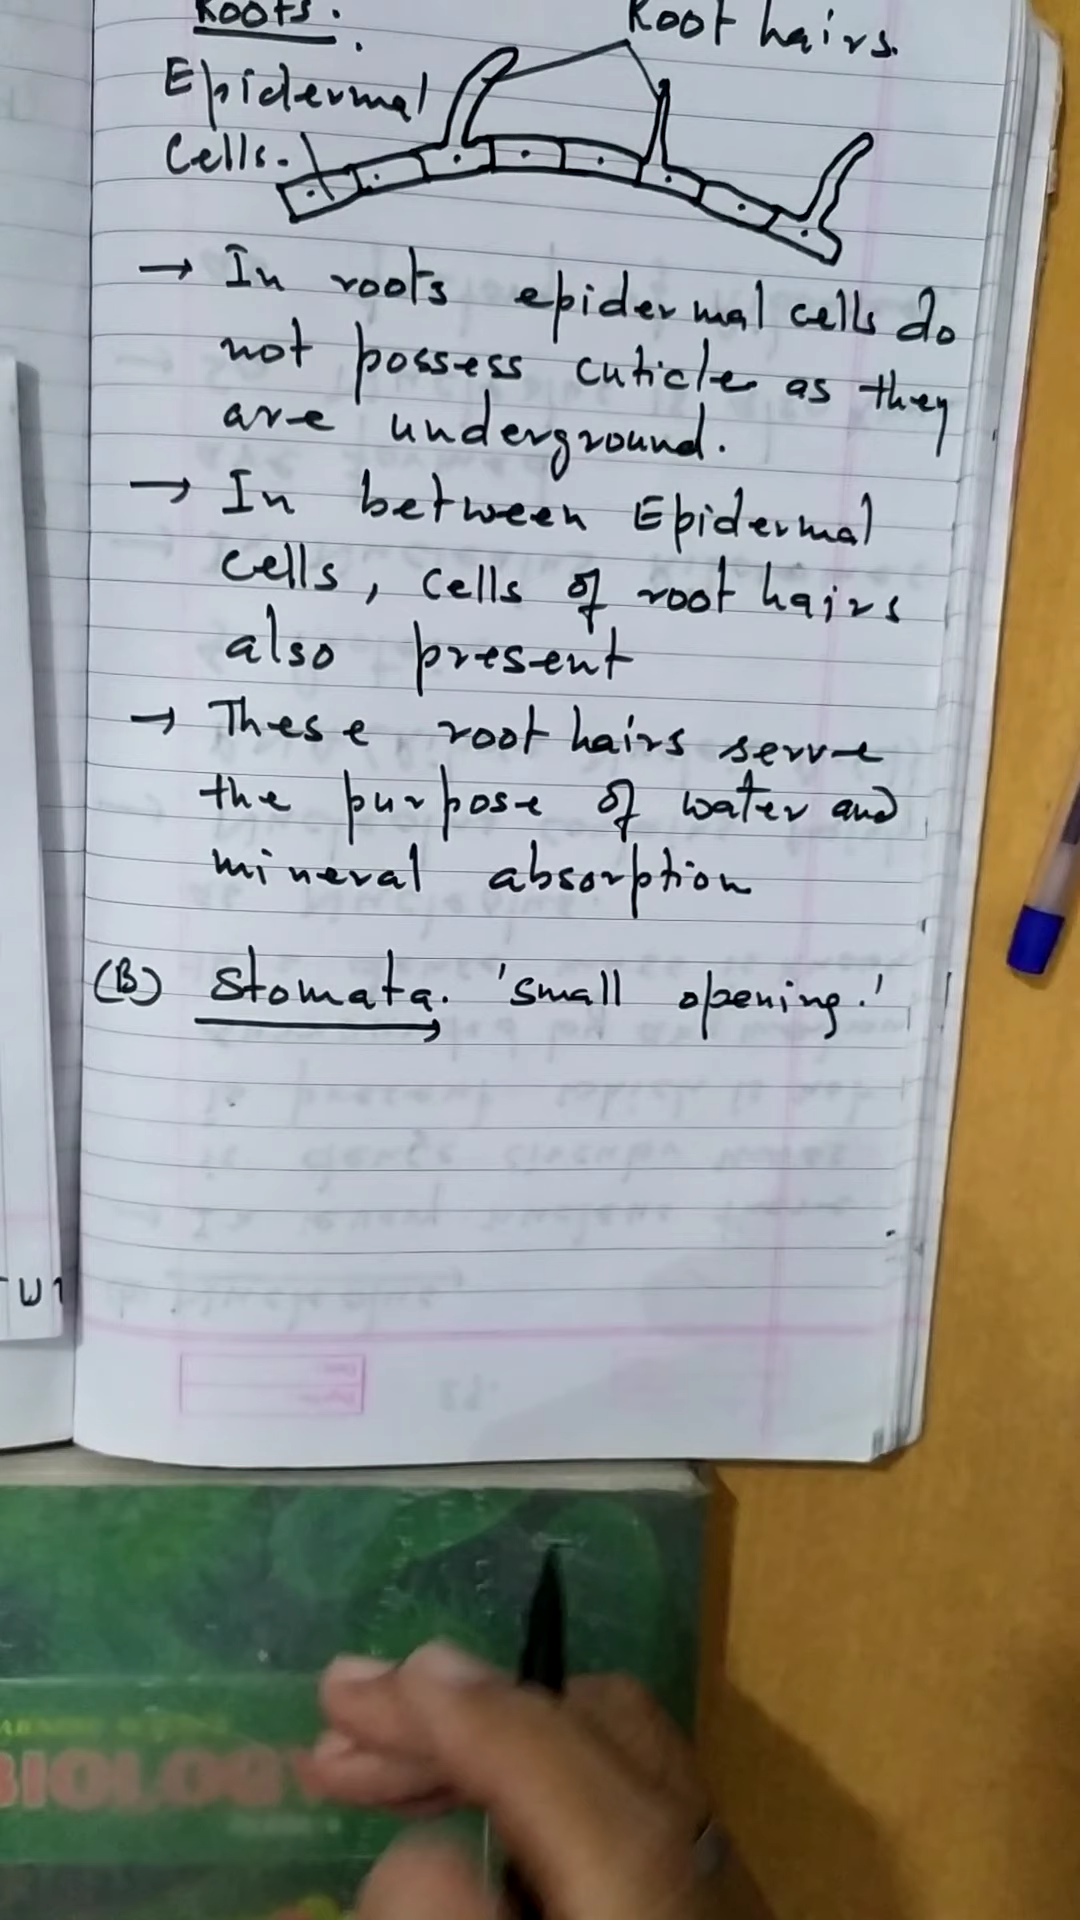 Roots.
Root hairs.
Epidermal
Cells.
→ In roots epidermal cells do
not possess cuticle as they
are underground.
→ In between Epidermal
cells, cells of root hairs
also present
→ These root hairs serve
the purpose of water and
mineral absorption
(B) Stomata. 'small opening.'
BIOLOGY